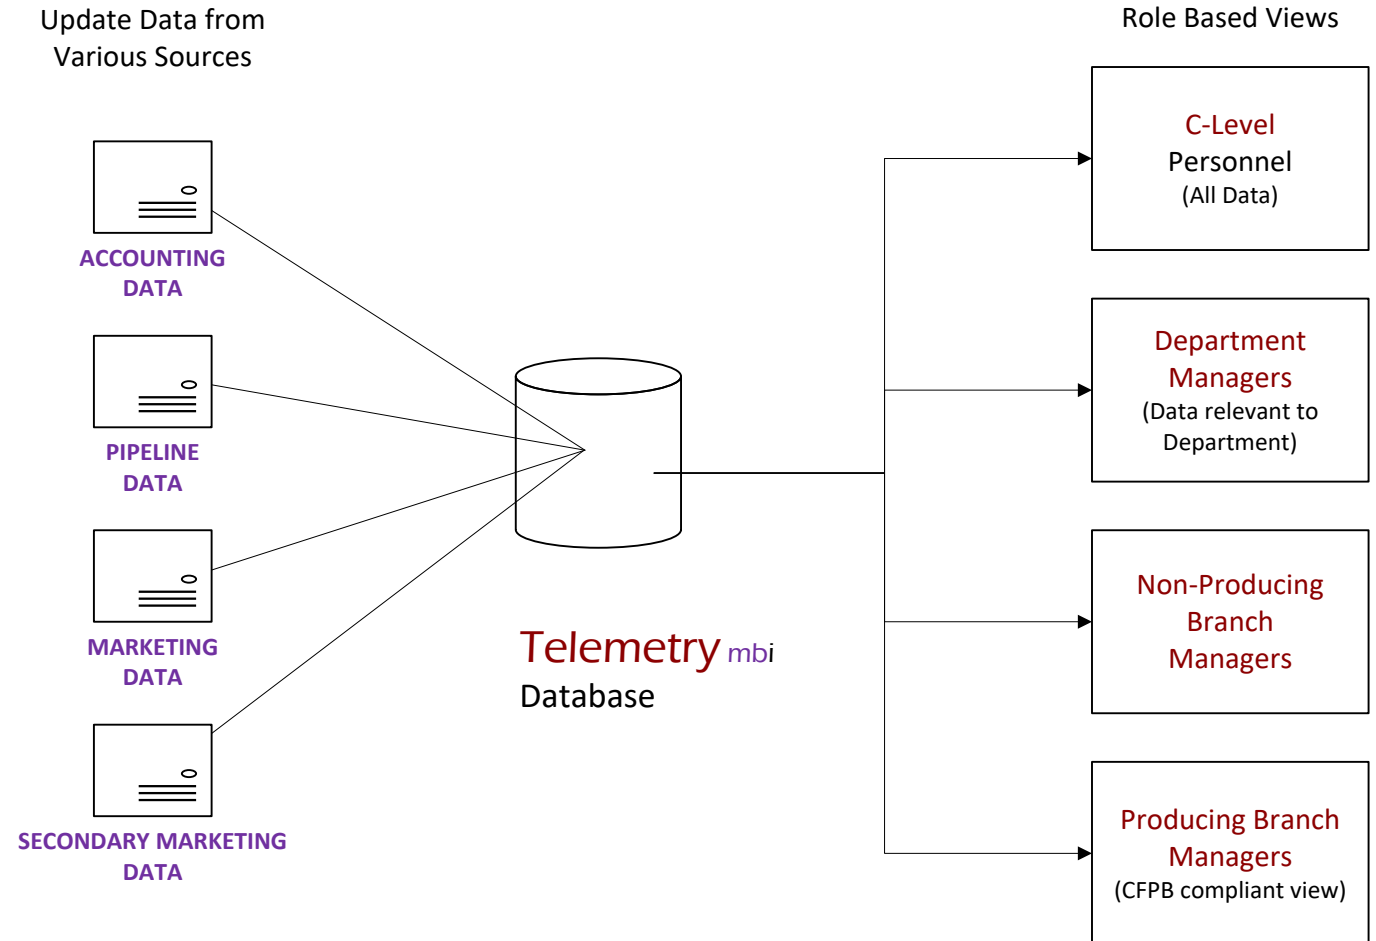 Update Data from
Various Sources
ACCOUNTING
DATA
PIPELINE
DATA
MARKETING
DATA
SECONDARY MARKETING
DATA
Telemetry mbi
Database
Role Based Views
C-Level
Personnel
(All Data)
Department
Managers
(Data relevant to
Department)
Non-Producing
Branch
Managers
Producing Branch
Managers
(CFPB compliant view)